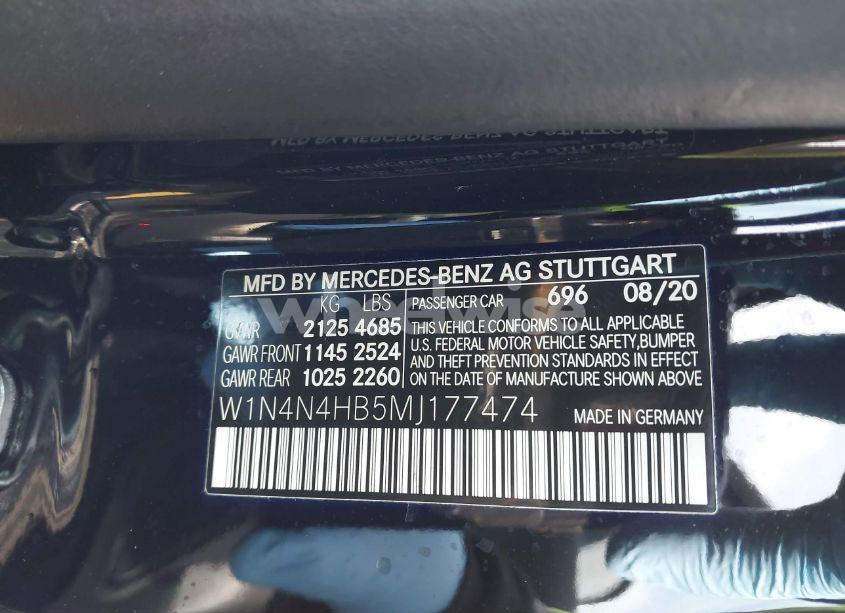 MFD BY MERCEDES-BENZ AG STUTTGART
KG LBS PASSENGER CAR 696 08/20
GVWR 2125 4685 THIS VEHICLE CONFORMS TO ALL APPLICABLE
GAWR FRONT 1145 2524 U.S. FEDERAL MOTOR VEHICLE SAFETY,BUMPER
AND THEFT PREVENTION STANDARDS IN EFFECT
GAWR REAR 1025 2260 ON THE DATE OF MANUFACTURE SHOWN ABOVE
W1N4N4HB5MJ177474 MADE IN GERMANY